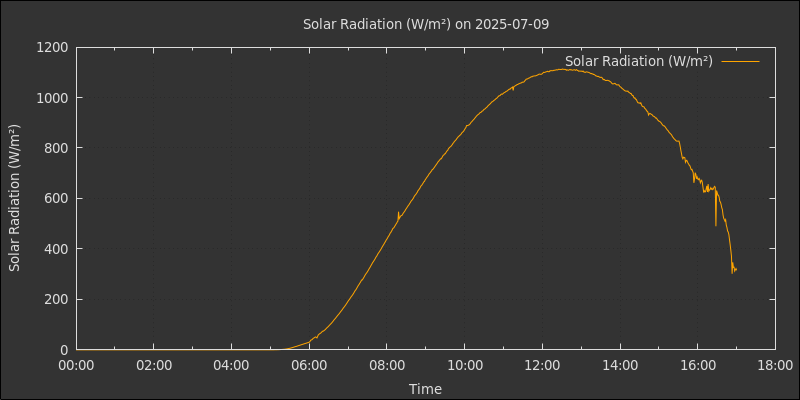 Solar Radiation (W/m²) on 2025-07-09
Solar Radiation (W/m²)
Solar Radiation (W/m²)
1200
1000
800
600
400
200
0
00:00 02:00 04:00 06:00 08:00 10:00 12:00 14:00 16:00 18:00
Time